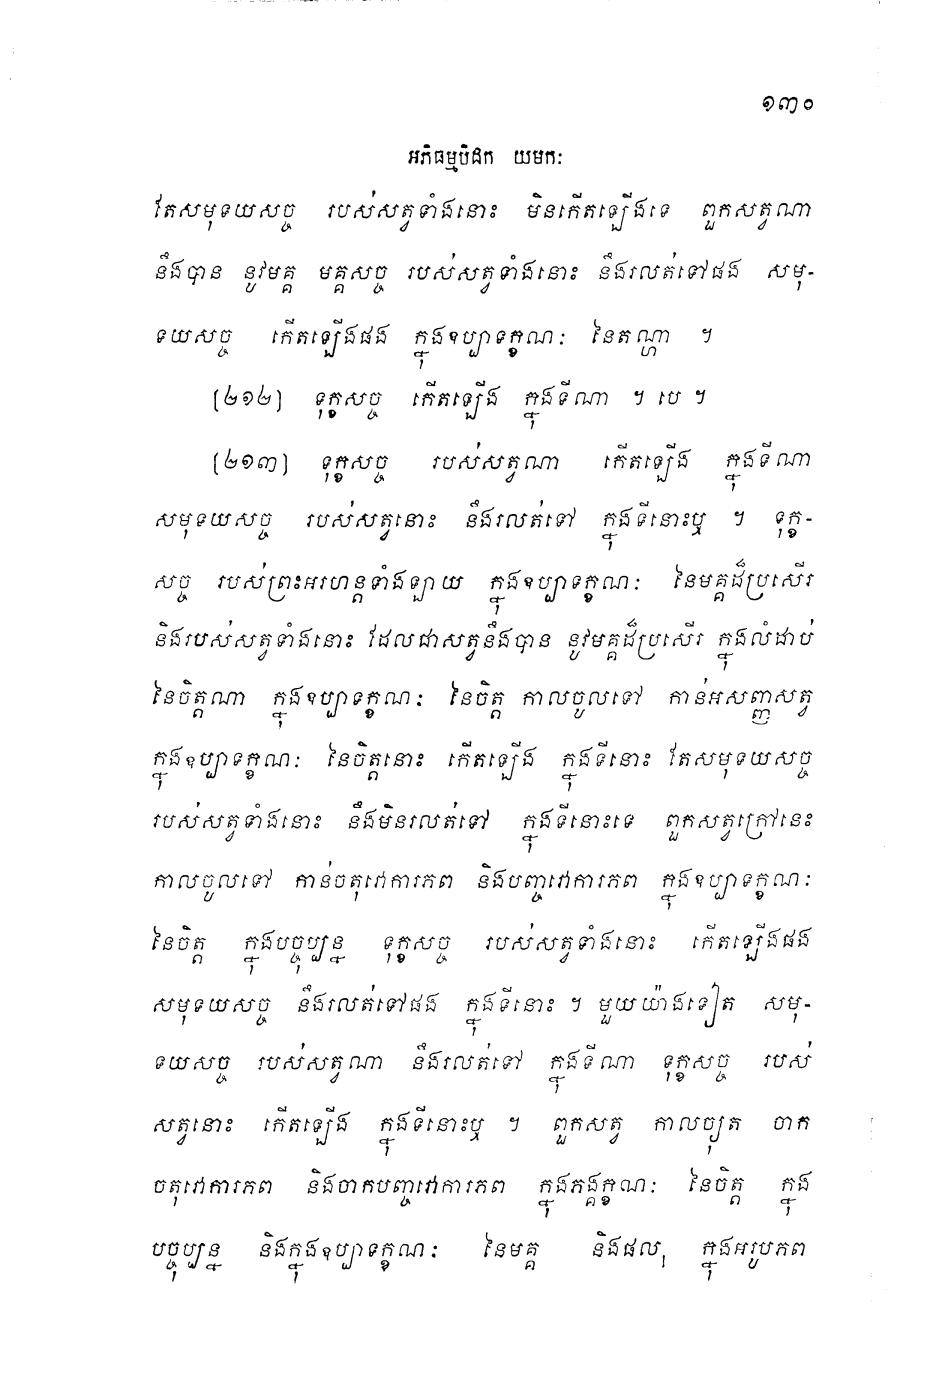 ១៣០
អភិធម្មបិដក យមកៈ
តែសមុទយសច្ច របស់សត្វទាំងនោះ មិនកើតឡើងទេ ពួកសត្វណា
នឹងបាន នូវមគ្គ មគ្គសច្ច របស់សត្វទាំងនោះ នឹងរលត់ទៅផង សមុ-
ទយសច្ច កើតឡើងផង ក្នុងឧប្បាទក្ខណៈ នៃតណ្ហា ។
(២១២) ទុក្ខសច្ច កើតឡើង ក្នុងទីណា ។ បេ ។
(២១៣) ទុក្ខសច្ច របស់សត្វណា កើតឡើង ក្នុងទីណា
សមុទយសច្ច របស់សត្វនោះ នឹងរលត់ទៅ ក្នុងទីនោះឬ ។ ទុក្ខ-
សច្ច របស់ព្រះអរហន្តទាំងឡាយ ក្នុងឧប្បាទក្ខណៈ នៃមគ្គដ៏ប្រសើរ
និងរបស់សត្វទាំងនោះ ដែលជាសត្វនឹងបាន នូវមគ្គដ៏ប្រសើរ ក្នុងលំដាប់
នៃចិត្តណា ក្នុងឧប្បាទក្ខណៈ នៃចិត្ត កាលចូលទៅ កាន់អសញ្ញសត្វ
ក្នុងឧប្បាទក្ខណៈ នៃចិត្តនោះ កើតឡើង ក្នុងទីនោះ តែសមុទយសច្ច
របស់សត្វទាំងនោះ នឹងមិនរលត់ទៅ ក្នុងទីនោះទេ ពួកសត្វក្រៅនេះ
កាលចូលទៅ កាន់ចតុវោការភព និងបញ្ចវោការភព ក្នុងឧប្បាទក្ខណៈ
នៃចិត្ត ក្នុងបច្ចុប្បន្ន ទុក្ខសច្ច របស់សត្វទាំងនោះ កើតឡើងផង
សមុទយសច្ច នឹងរលត់ទៅផង ក្នុងទីនោះ ។ មួយយ៉ាងទៀត សមុ-
ទយសច្ច របស់សត្វណា នឹងរលត់ទៅ ក្នុងទីណា ទុក្ខសច្ច របស់
សត្វនោះ កើតឡើង ក្នុងទីនោះឬ ។ ពួកសត្វ កាលច្យុត ចាក
ចតុវោការភព និងចាកបញ្ចវោការភព ក្នុងភង្គក្ខណៈ នៃចិត្ត ក្នុង
បច្ចុប្បន្ន និងក្នុងឧប្បាទក្ខណៈ នៃមគ្គ និងផល ក្នុងអរូបភព